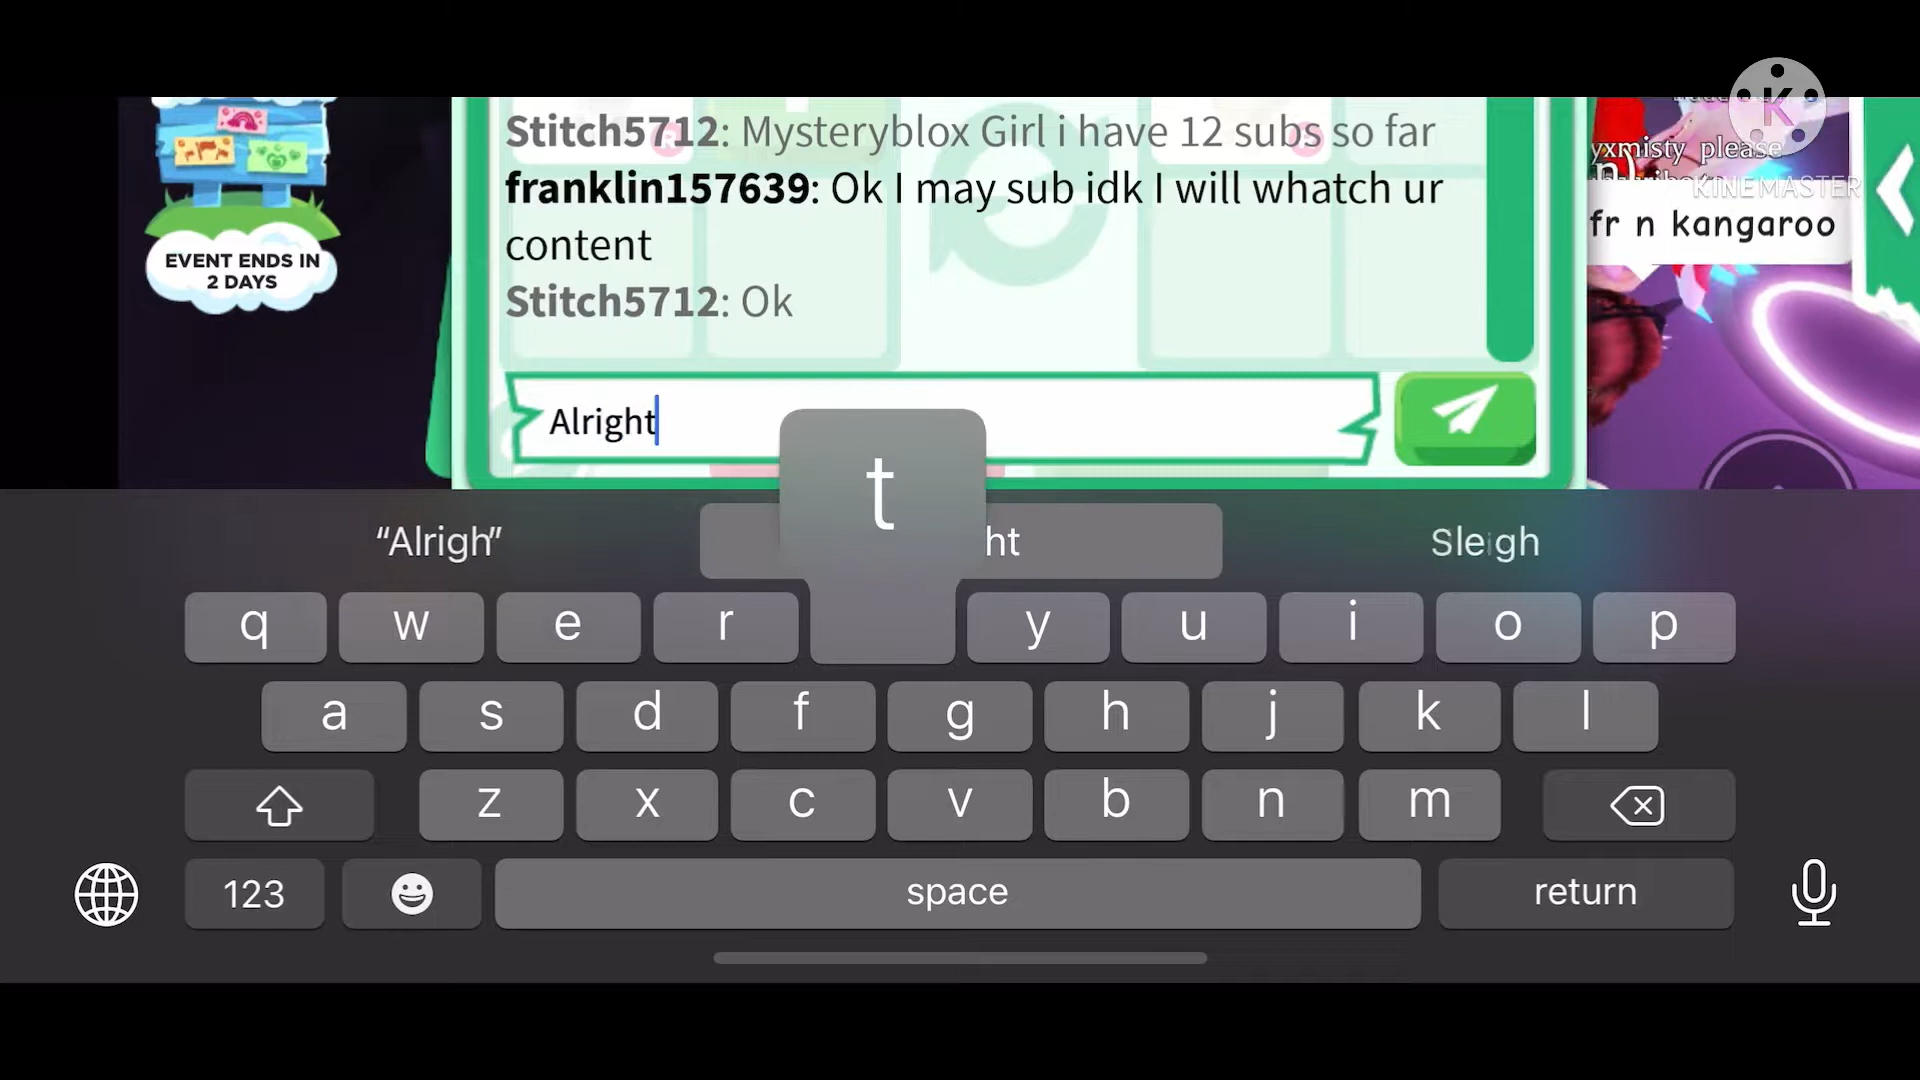 Stitch5712: Mysteryblox Girl i have 12 subs so far
franklin157639: Ok I may sub idk I will whatch ur
content
Stitch5712: Ok
EVENT ENDS IN
2 DAYS
yxmisty please
KINEMASTER
K
fr n kangaroo
Alright
t
“Alrigh”
ht
q w e r y u i o p
a s d f g h j k l
z x c v b n m
123
space
return